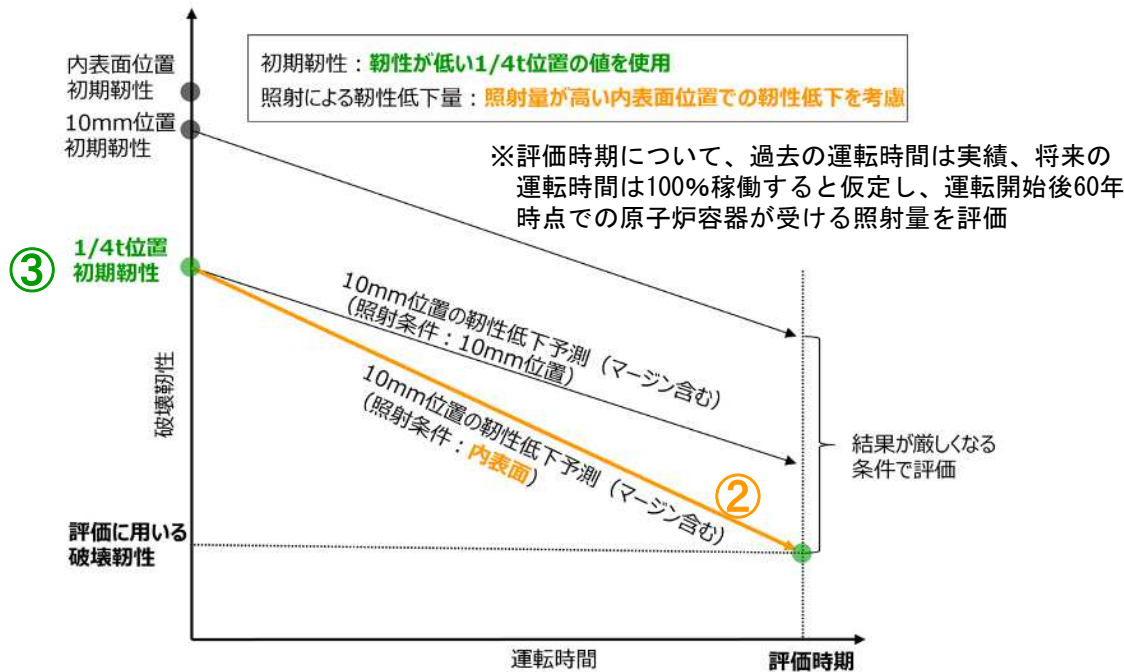 内表面位置
初期靭性
10mm位置
初期靭性
初期靭性：靭性が低い1/4t位置の値を使用
照射による靭性低下量：照射量が高い内表面位置での靭性低下を考慮
※評価時期について、過去の運転時間は実績、将来の
運転時間は100%稼働すると仮定し、運転開始後60年
時点での原子炉容器が受ける照射量を評価
③
1/4t位置
初期靭性
破壊靭性
10mm位置の靭性低下予測（マージン含む）
（照射条件：10mm位置）
10mm位置の靭性低下予測（マージン含む）
（照射条件：内表面）
②
結果が厳しくなる
条件で評価
評価に用いる
破壊靭性
運転時間
評価時期